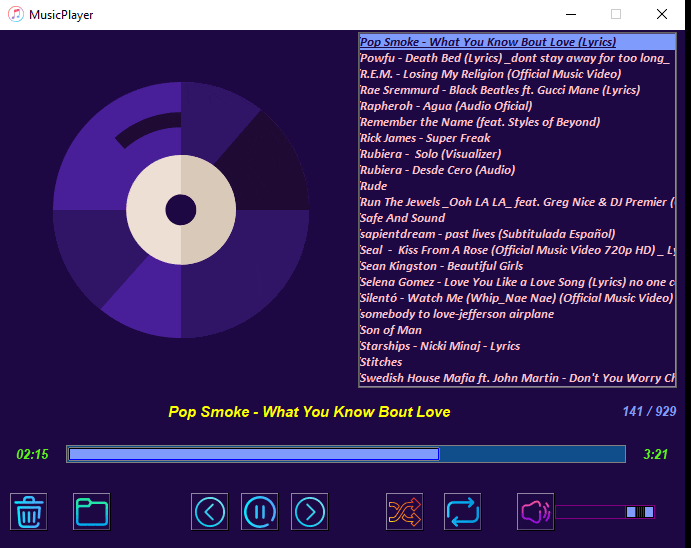 MusicPlayer
Pop Smoke - What You Know Bout Love (Lyrics)
Powfu - Death Bed (Lyrics) _dont stay away for too long_
R.E.M. - Losing My Religion (Official Music Video)
Rae Sremmurd - Black Beatles ft. Gucci Mane (Lyrics)
Rapheroh - Agua (Audio Oficial)
Remember the Name (feat. Styles of Beyond)
Rick James - Super Freak
Rubiera -  Solo (Visualizer)
Rubiera - Desde Cero (Audio)
Rude
Run The Jewels _Ooh LA LA_ feat. Greg Nice & DJ Premier (
Safe And Sound
sapientdream - past lives (Subtitulada Español)
Seal  -  Kiss From A Rose (Official Music Video 720p HD) _ Ly
Sean Kingston - Beautiful Girls
Selena Gomez - Love You Like a Love Song (Lyrics) no one c
Silentó - Watch Me (Whip_Nae Nae) (Official Music Video)
somebody to love-jefferson airplane
Son of Man
Starships - Nicki Minaj - Lyrics
Stitches
Swedish House Mafia ft. John Martin - Don't You Worry Ch
Pop Smoke - What You Know Bout Love
141 / 929
02:15
3:21